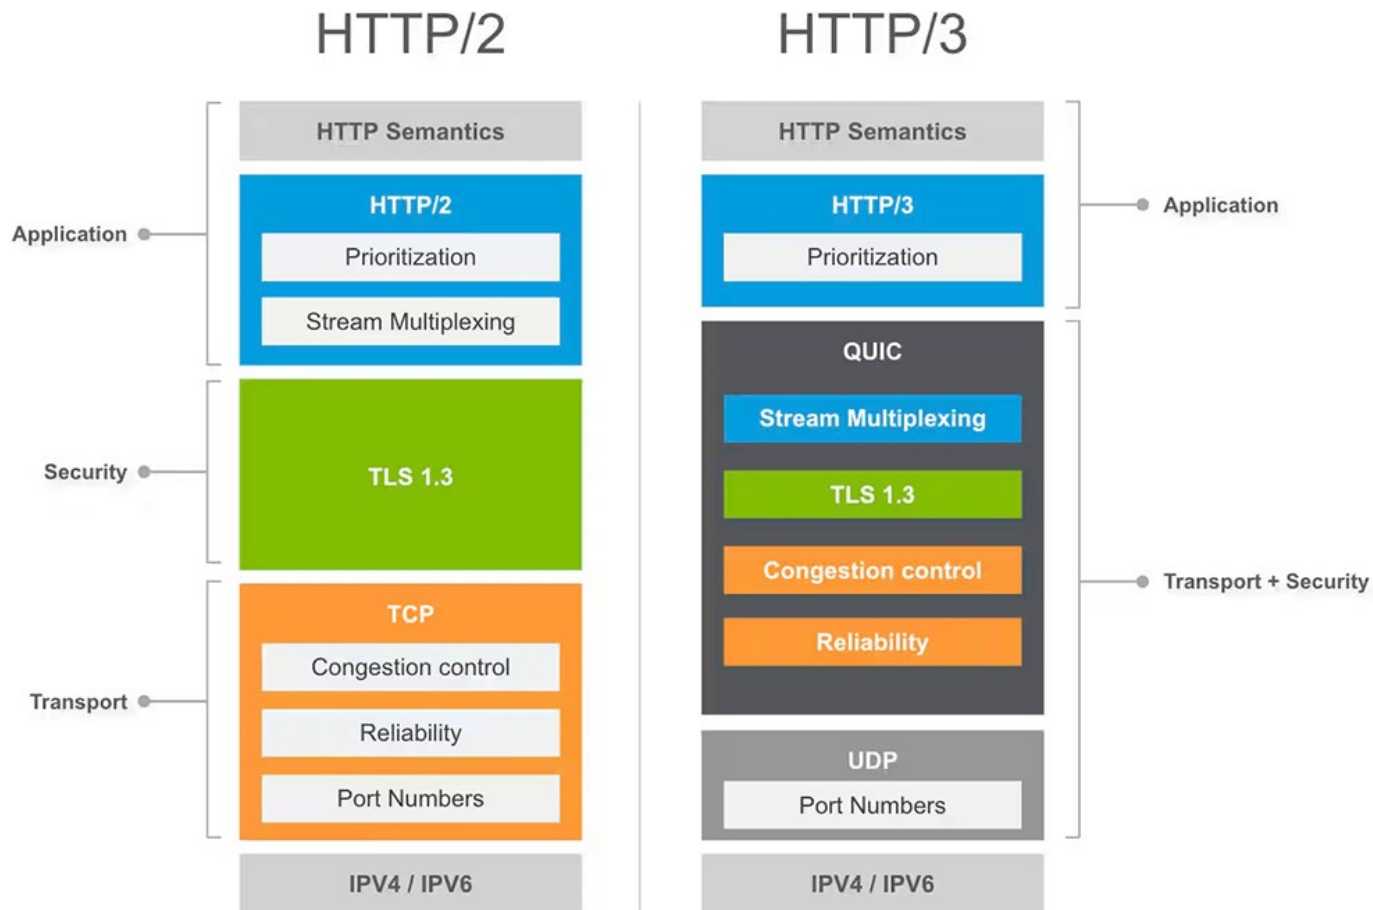 HTTP/2
HTTP Semantics
HTTP/2
Prioritization
Stream Multiplexing
TLS 1.3
TCP
Congestion control
Reliability
Port Numbers
IPV4 / IPV6
Application
Security
Transport
HTTP/3
HTTP Semantics
HTTP/3
Prioritization
QUIC
Stream Multiplexing
TLS 1.3
Congestion control
Reliability
UDP
Port Numbers
IPV4 / IPV6
Application
Transport + Security